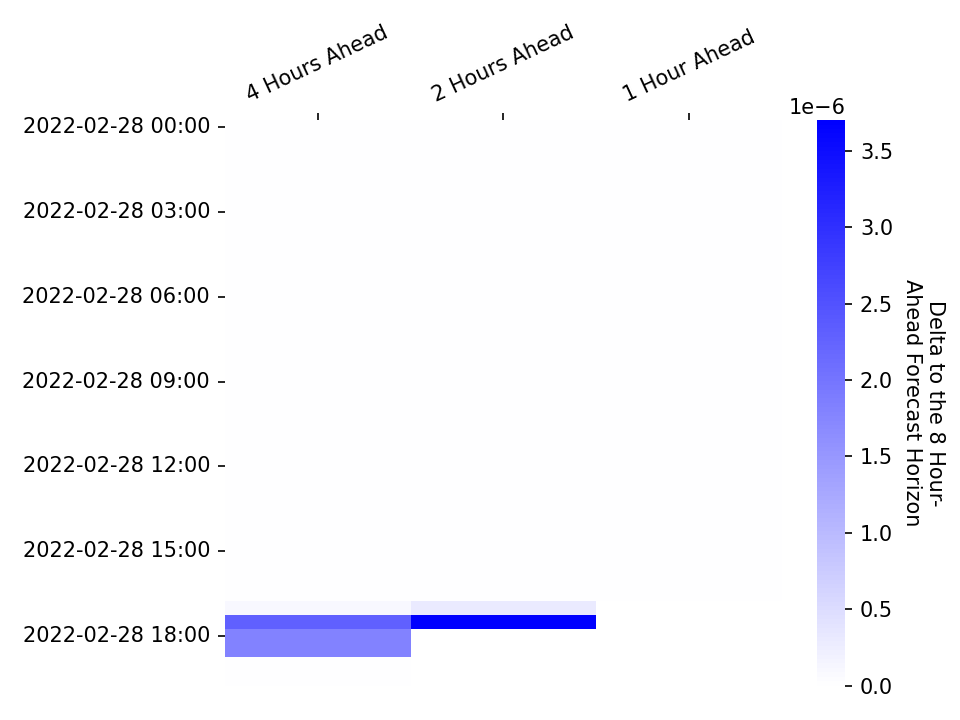 4 Hours Ahead
2 Hours Ahead
1 Hour Ahead
1e−6
2022-02-28 00:00
2022-02-28 03:00
2022-02-28 06:00
2022-02-28 09:00
2022-02-28 12:00
2022-02-28 15:00
2022-02-28 18:00
3.5
3.0
2.5
2.0
1.5
1.0
0.5
0.0
Delta to the 8 Hour-
Ahead Forecast Horizon